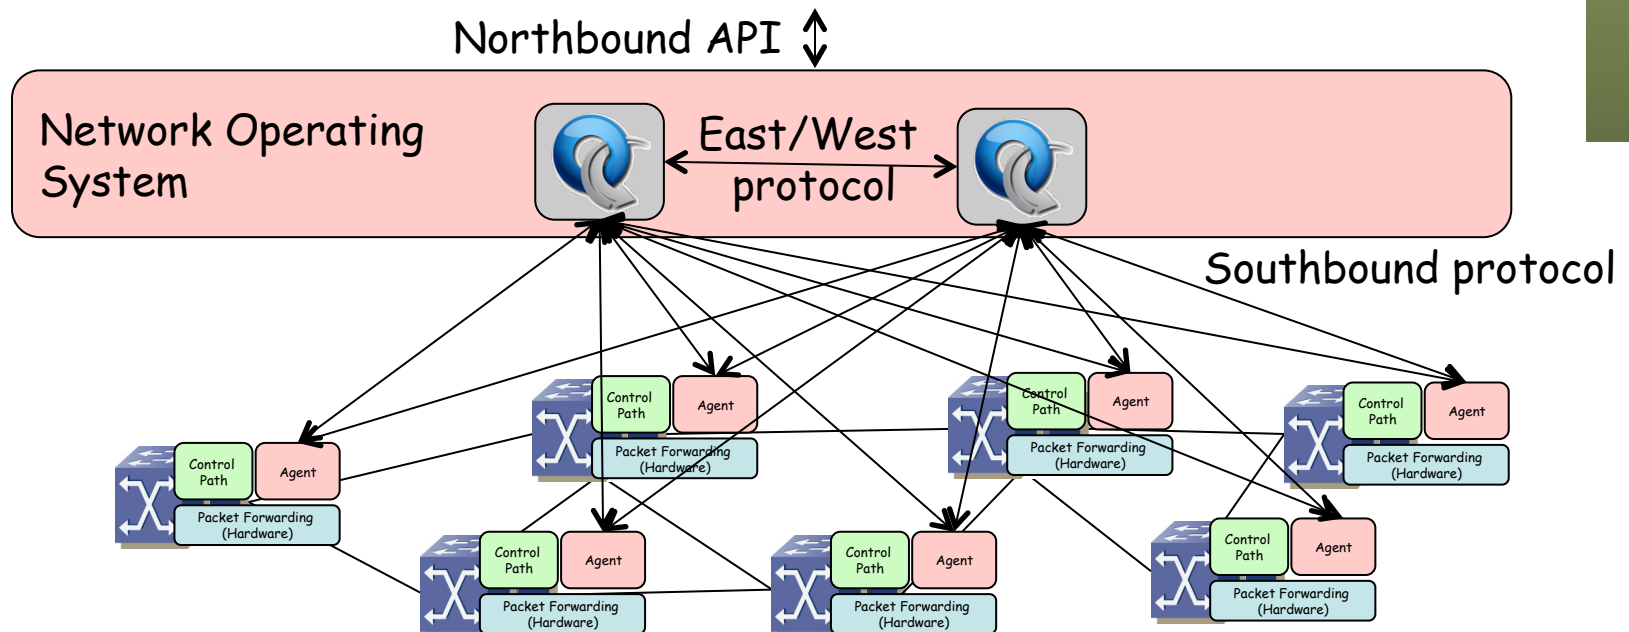 Northbound API
Network Operating
System
East/West
protocol
Southbound protocol
Control
Path
Agent
Packet Forwarding
(Hardware)
Control
Path
Agent
Packet Forwarding
(Hardware)
Control
Path
Agent
Packet Forwarding
(Hardware)
Control
Path
Agent
Packet Forwarding
(Hardware)
Control
Path
Agent
Packet Forwarding
(Hardware)
Control
Path
Agent
Packet Forwarding
(Hardware)
Control
Path
Agent
Packet Forwarding
(Hardware)